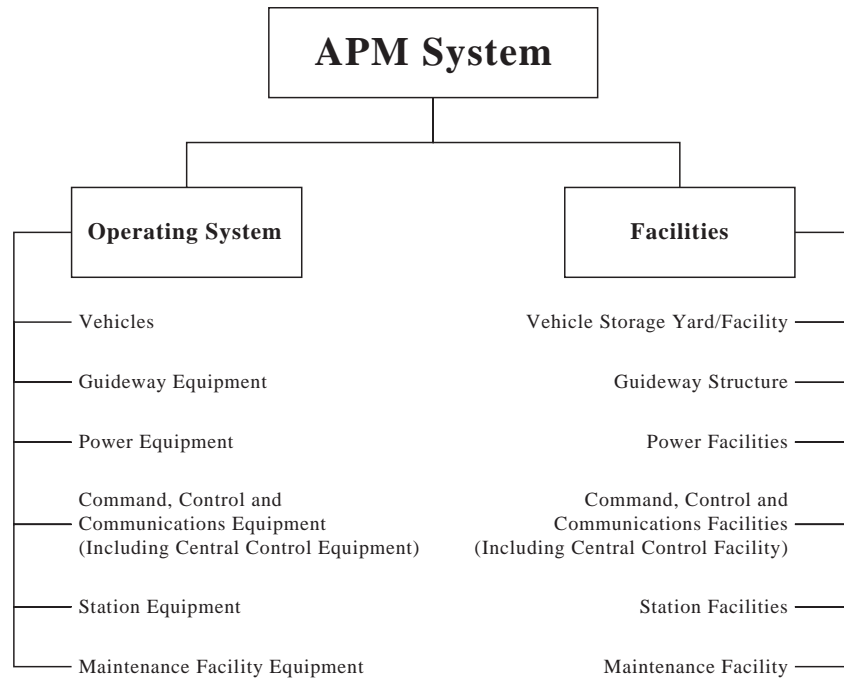 APM System
Operating System
Facilities
Vehicles
Vehicle Storage Yard/Facility
Guideway Equipment
Guideway Structure
Power Equipment
Power Facilities
Command, Control and
Communications Equipment
(Including Central Control Equipment)
Command, Control and
Communications Facilities
(Including Central Control Facility)
Station Equipment
Station Facilities
Maintenance Facility Equipment
Maintenance Facility